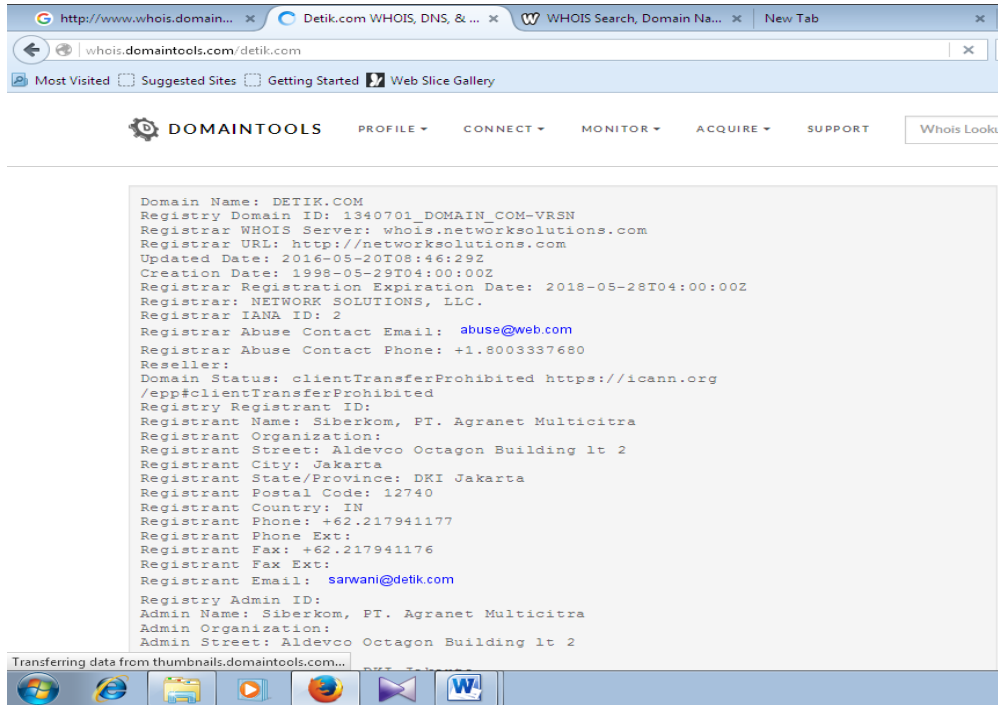 http://www.whois.domain... Detik.com WHOIS, DNS, & ... WHOIS Search, Domain Na... New Tab
whois.domaintools.com/detik.com
Most Visited Suggested Sites Getting Started Web Slice Gallery
DOMAINTOOLS PROFILE CONNECT MONITOR ACQUIRE SUPPORT Whois Looku
Domain Name: DETIK.COM
Registry Domain ID: 1340701_DOMAIN_COM-VRSN
Registrar WHOIS Server: whois.networksolutions.com
Registrar URL: http://networksolutions.com
Updated Date: 2016-05-20T08:46:29Z
Creation Date: 1998-05-29T04:00:00Z
Registrar Registration Expiration Date: 2018-05-28T04:00:00Z
Registrar: NETWORK SOLUTIONS, LLC.
Registrar IANA ID: 2
Registrar Abuse Contact Email: abuse@web.com
Registrar Abuse Contact Phone: +1.8003337680
Reseller:
Domain Status: clientTransferProhibited https://icann.org
/epp#clientTransferProhibited
Registry Registrant ID:
Registrant Name: Siberkom, PT. Agranet Multicitra
Registrant Organization:
Registrant Street: Aldevco Octagon Building lt 2
Registrant City: Jakarta
Registrant State/Province: DKI Jakarta
Registrant Postal Code: 12740
Registrant Country: IN
Registrant Phone: +62.217941177
Registrant Phone Ext:
Registrant Fax: +62.217941176
Registrant Fax Ext:
Registrant Email: sarwani@detik.com
Registry Admin ID:
Admin Name: Siberkom, PT. Agranet Multicitra
Admin Organization:
Admin Street: Aldevco Octagon Building lt 2
Transferring data from thumbnails.domaintools.com...